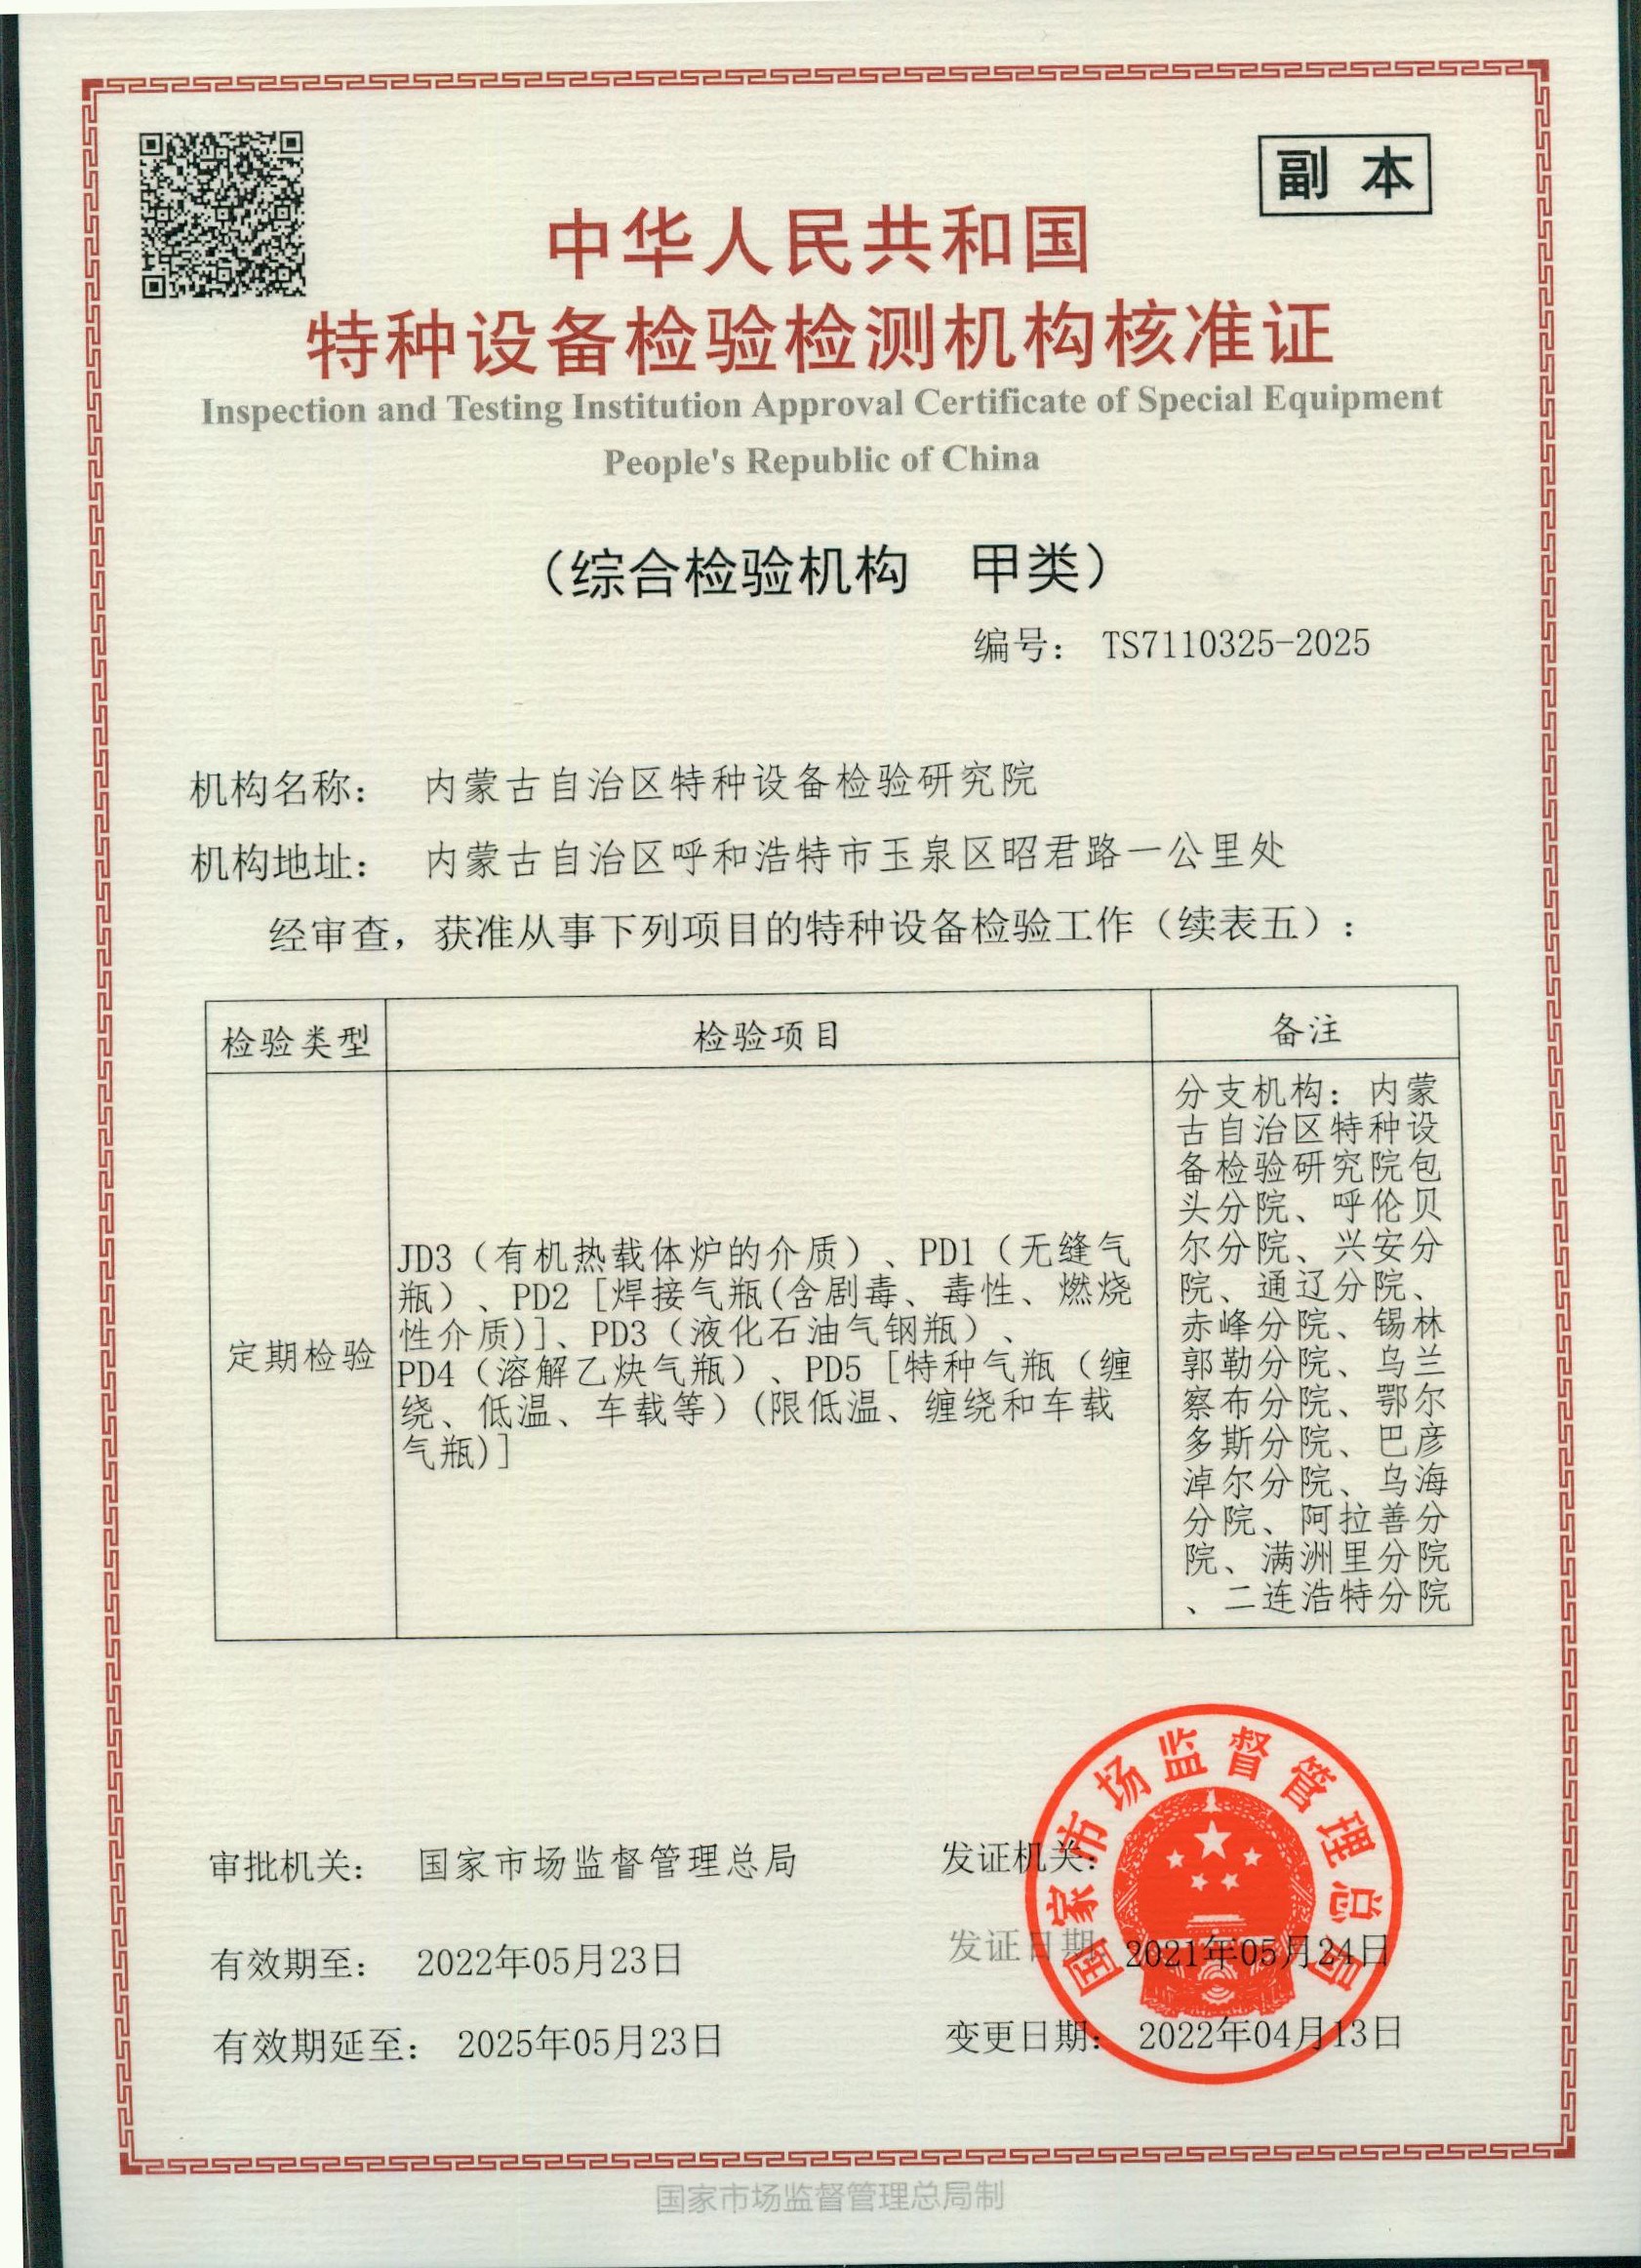 副 本
中华人民共和国
特种设备检验检测机构核准证
Inspection and Testing Institution Approval Certificate of Special Equipment
People's Republic of China
（综合检验机构　甲类）
编号： TS7110325-2025
机构名称： 内蒙古自治区特种设备检验研究院
机构地址： 内蒙古自治区呼和浩特市玉泉区昭君路一公里处
经审查，获准从事下列项目的特种设备检验工作（续表五）：
检验类型 检验项目 备注
定期检验
JD3（有机热载体炉的介质）、PD1（无缝气
瓶）、PD2［焊接气瓶(含剧毒、毒性、燃烧
性介质)］、PD3（液化石油气钢瓶）、
PD4（溶解乙炔气瓶）、PD5［特种气瓶（缠
绕、低温、车载等）(限低温、缠绕和车载
气瓶)］
分支机构：内蒙
古自治区特种设
备检验研究院包
头分院、呼伦贝
尔分院、兴安分
院、通辽分院、
赤峰分院、锡林
郭勒分院、乌兰
察布分院、鄂尔
多斯分院、巴彦
淖尔分院、乌海
分院、阿拉善分
院、满洲里分院
、二连浩特分院
审批机关： 国家市场监督管理总局
发证机关：
国家市场监督管理总局
有效期至： 2022年05月23日
发证日期 2021年05月24日
有效期延至： 2025年05月23日
变更日期： 2022年04月13日
国家市场监督管理总局制